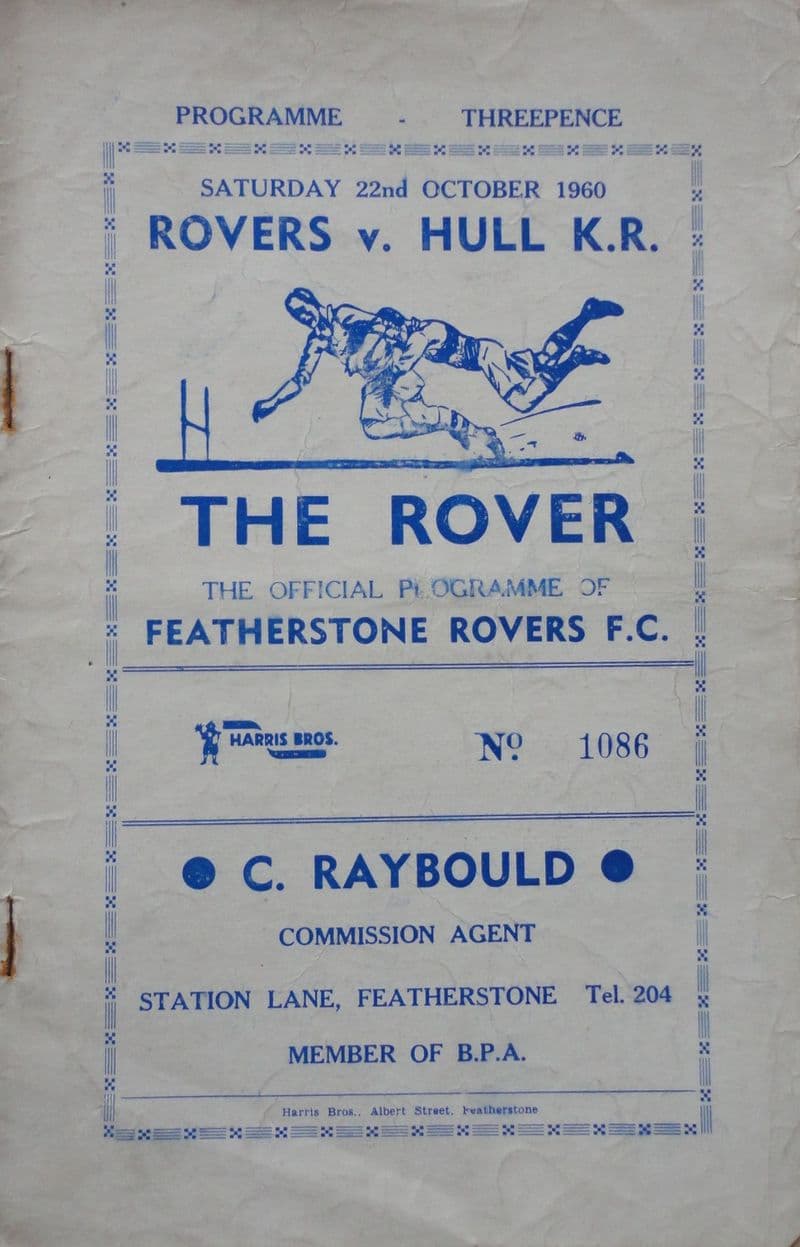 PROGRAMME - THREEPENCE
SATURDAY 22nd OCTOBER 1960
ROVERS v. HULL K.R.
THE ROVER
THE OFFICIAL PROGRAMME OF
FEATHERSTONE ROVERS F.C.
HARRIS BROS. Nº 1086
● C. RAYBOULD ●
COMMISSION AGENT
STATION LANE, FEATHERSTONE Tel. 204
MEMBER OF B.P.A.
Harris Bros., Albert Street, Featherstone